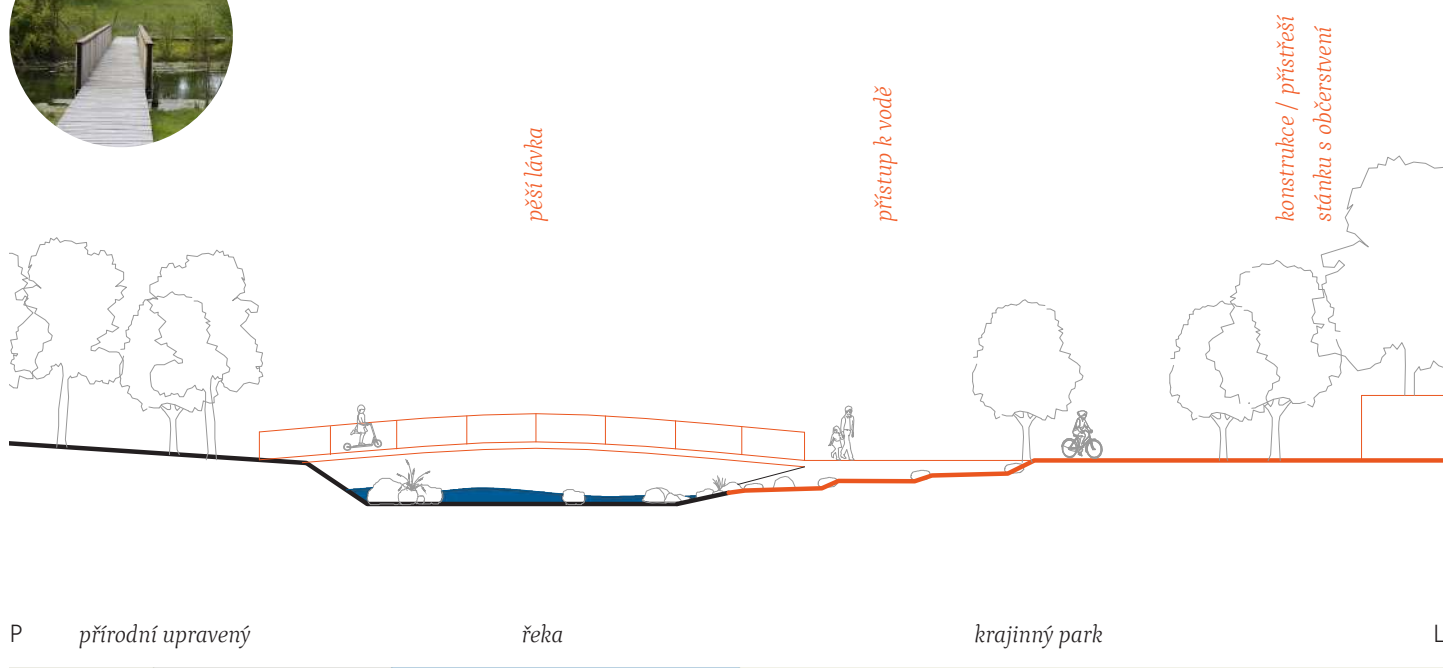 pěší lávka
přístup k vodě
konstrukce / přístřeší
stánku s občerstvení
P přírodní upravený řeka krajinný park L